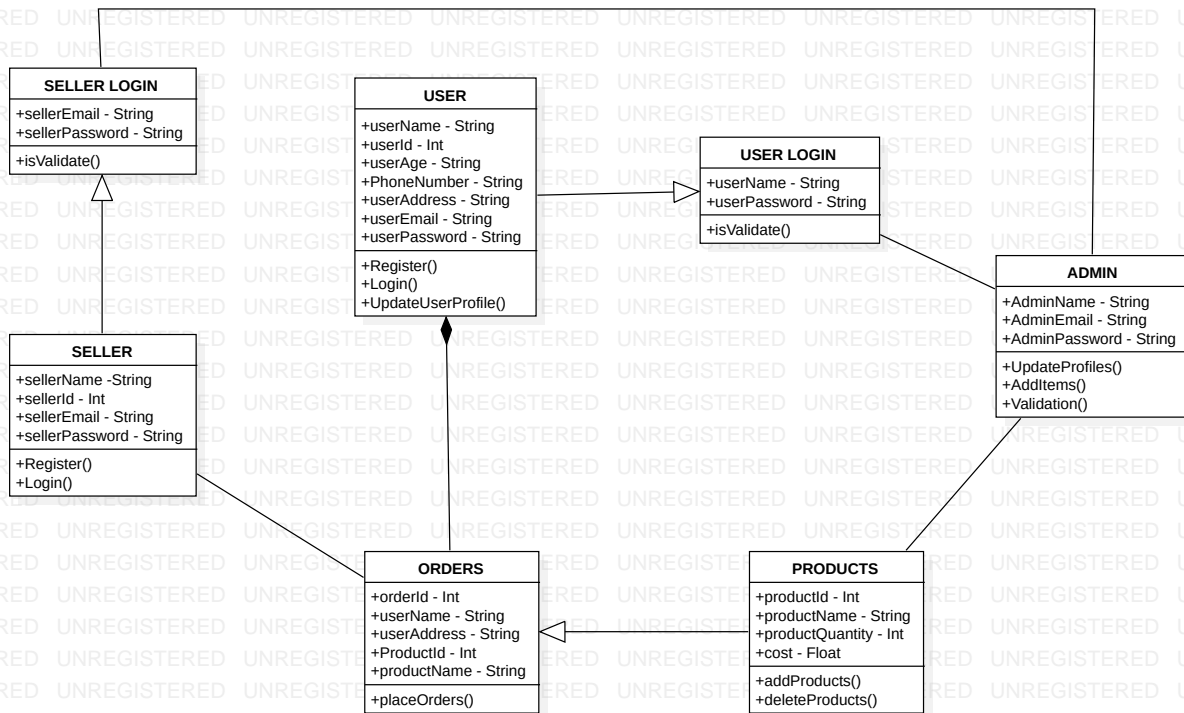 SELLER LOGIN
+sellerEmail - String
+sellerPassword - String
+isValidate()
USER
+userName - String
+userId - Int
+userAge - String
+PhoneNumber - String
+userAddress - String
+userEmail - String
+userPassword - String
+Register()
+Login()
+UpdateUserProfile()
USER LOGIN
+userName - String
+userPassword - String
+isValidate()
ADMIN
+AdminName - String
+AdminEmail - String
+AdminPassword - String
+UpdateProfiles()
+AddItems()
+Validation()
SELLER
+sellerName -String
+sellerId - Int
+sellerEmail - String
+sellerPassword - String
+Register()
+Login()
ORDERS
+orderId - Int
+userName - String
+userAddress - String
+ProductId - Int
+productName - String
+placeOrders()
PRODUCTS
+productId - Int
+productName - String
+productQuantity - Int
+cost - Float
+addProducts()
+deleteProducts()
UNREGISTERED